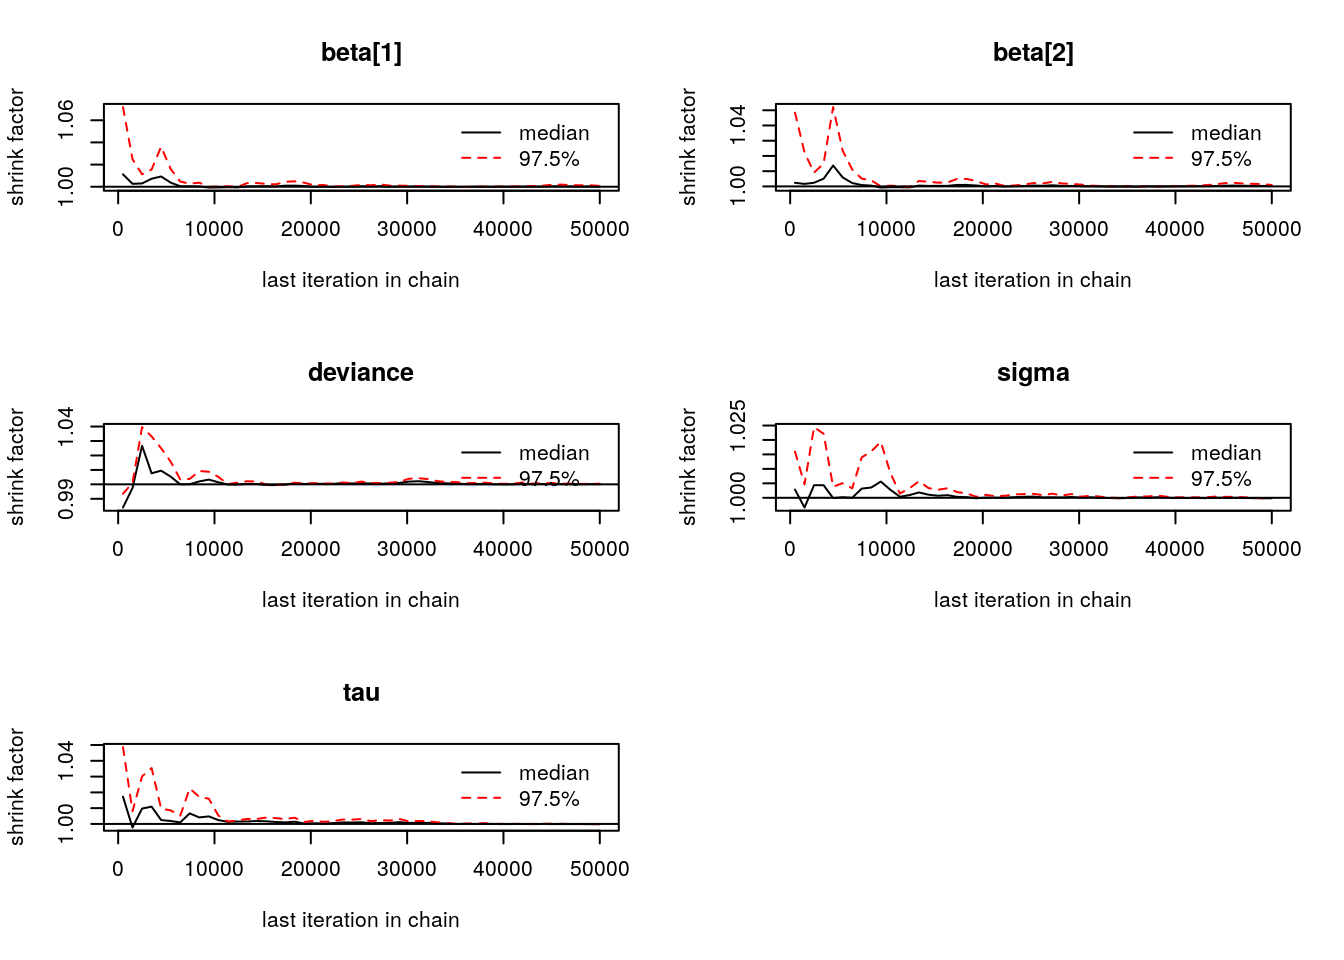 beta[1]
shrink factor
1.06
1.00
median
97.5%
0 10000 20000 30000 40000 50000
last iteration in chain
beta[2]
shrink factor
1.04
1.00
median
97.5%
0 10000 20000 30000 40000 50000
last iteration in chain
deviance
shrink factor
1.04
0.99
median
97.5%
0 10000 20000 30000 40000 50000
last iteration in chain
sigma
shrink factor
1.025
1.000
median
97.5%
0 10000 20000 30000 40000 50000
last iteration in chain
tau
shrink factor
1.04
1.00
median
97.5%
0 10000 20000 30000 40000 50000
last iteration in chain